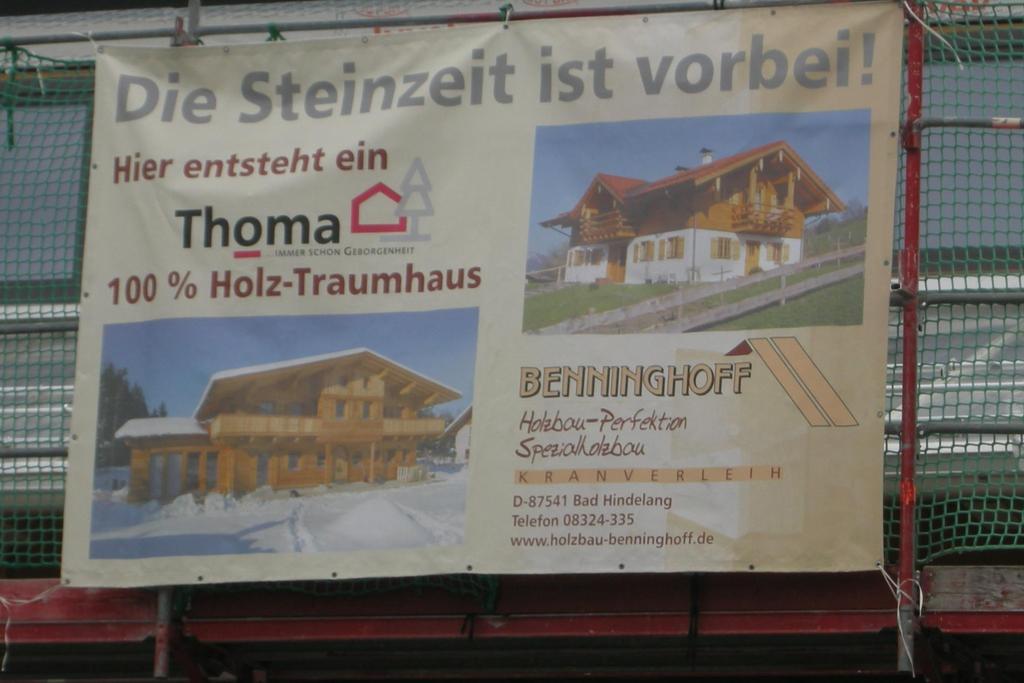 Die Steinzeit ist vorbei!
Hier entsteht ein
Thoma
...IMMER SCHON GEBORGENHEIT
100 % Holz-Traumhaus
BENNINGHOFF
Holzbau-Perfektion
Spezialholzbau
KRANVERLEIH
D-87541 Bad Hindelang
Telefon 08324-335
www.holzbau-benninghoff.de